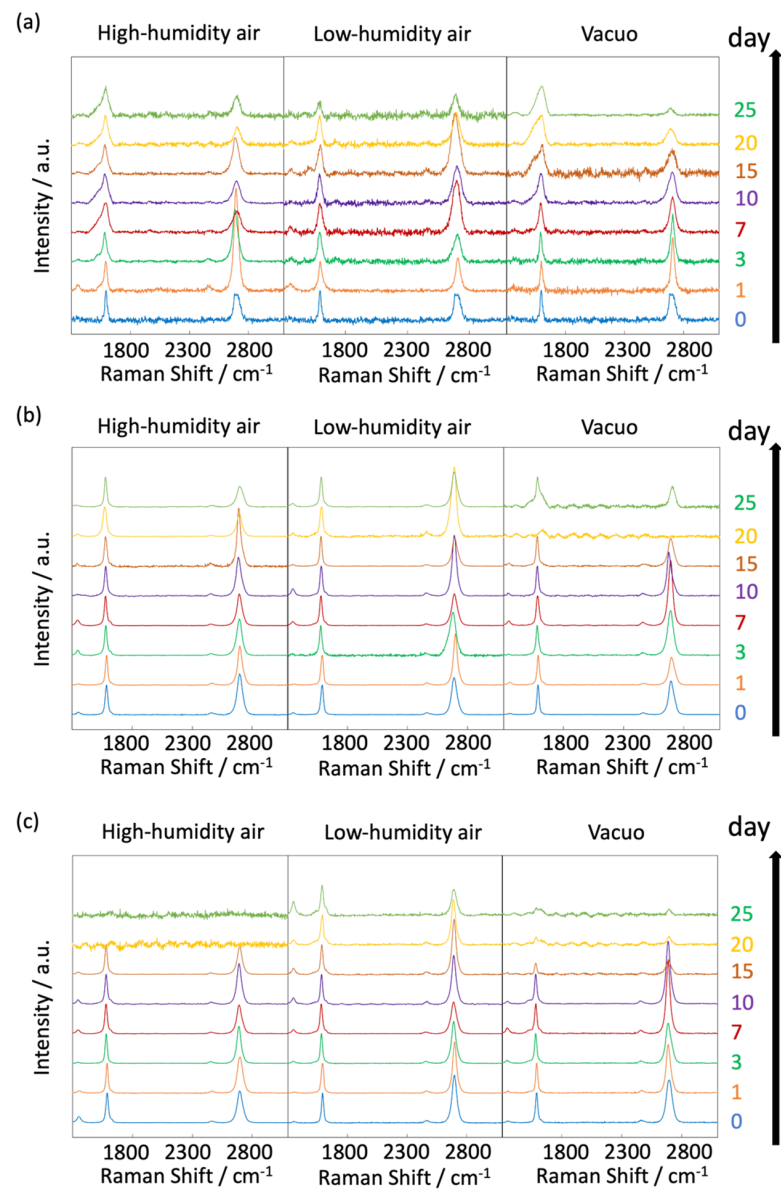 (a)
High-humidity air Low-humidity air Vacuo day
25
20
15
10
7
3
1
0
Intensity / a.u.
1800 2300 2800 1800 2300 2800 1800 2300 2800
Raman Shift / cm-1 Raman Shift / cm-1 Raman Shift / cm-1
(b)
High-humidity air Low-humidity air Vacuo day
25
20
15
10
7
3
1
0
Intensity / a.u.
1800 2300 2800 1800 2300 2800 1800 2300 2800
Raman Shift / cm-1 Raman Shift / cm-1 Raman Shift / cm-1
(c)
High-humidity air Low-humidity air Vacuo day
25
20
15
10
7
3
1
0
Intensity / a.u.
1800 2300 2800 1800 2300 2800 1800 2300 2800
Raman Shift / cm-1 Raman Shift / cm-1 Raman Shift / cm-1